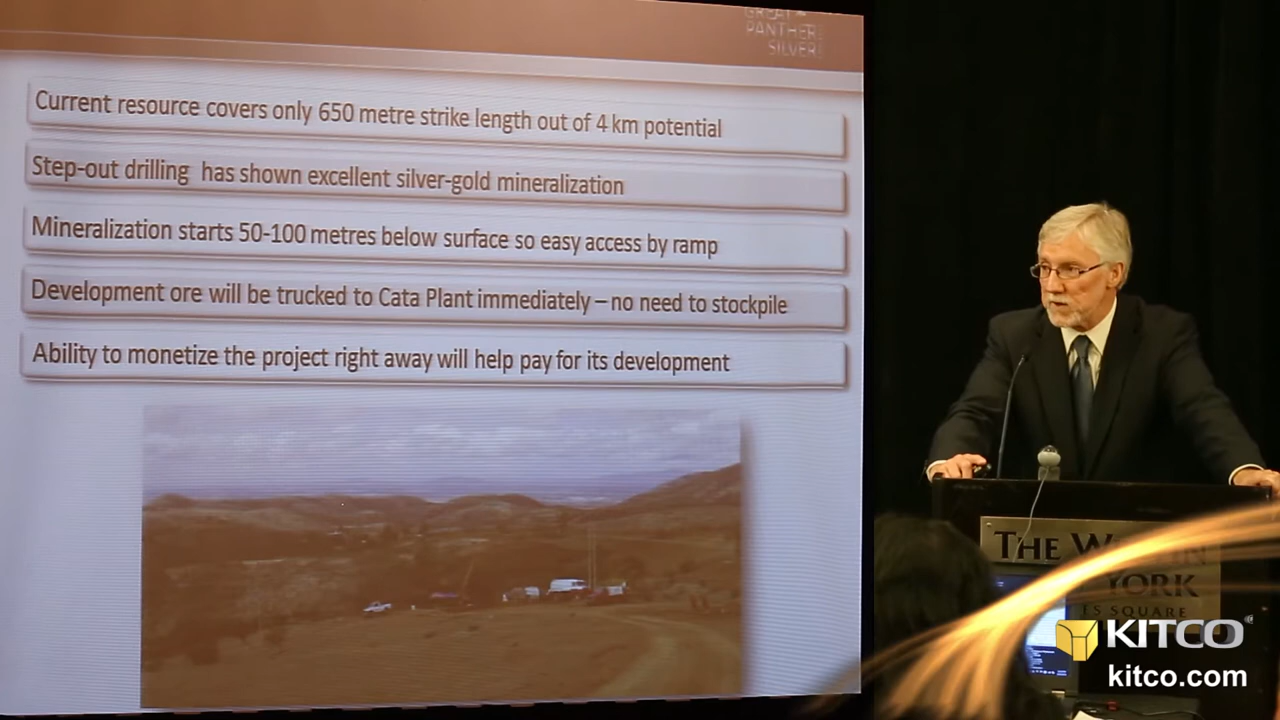 GREAT
PANTHER
SILVER
Current resource covers only 650 metre strike length out of 4 km potential
Step-out drilling has shown excellent silver-gold mineralization
Mineralization starts 50-100 metres below surface so easy access by ramp
Development ore will be trucked to Cata Plant immediately – no need to stockpile
Ability to monetize the project right away will help pay for its development
THE
YORK
ES SQUARE
KITCO
kitco.com